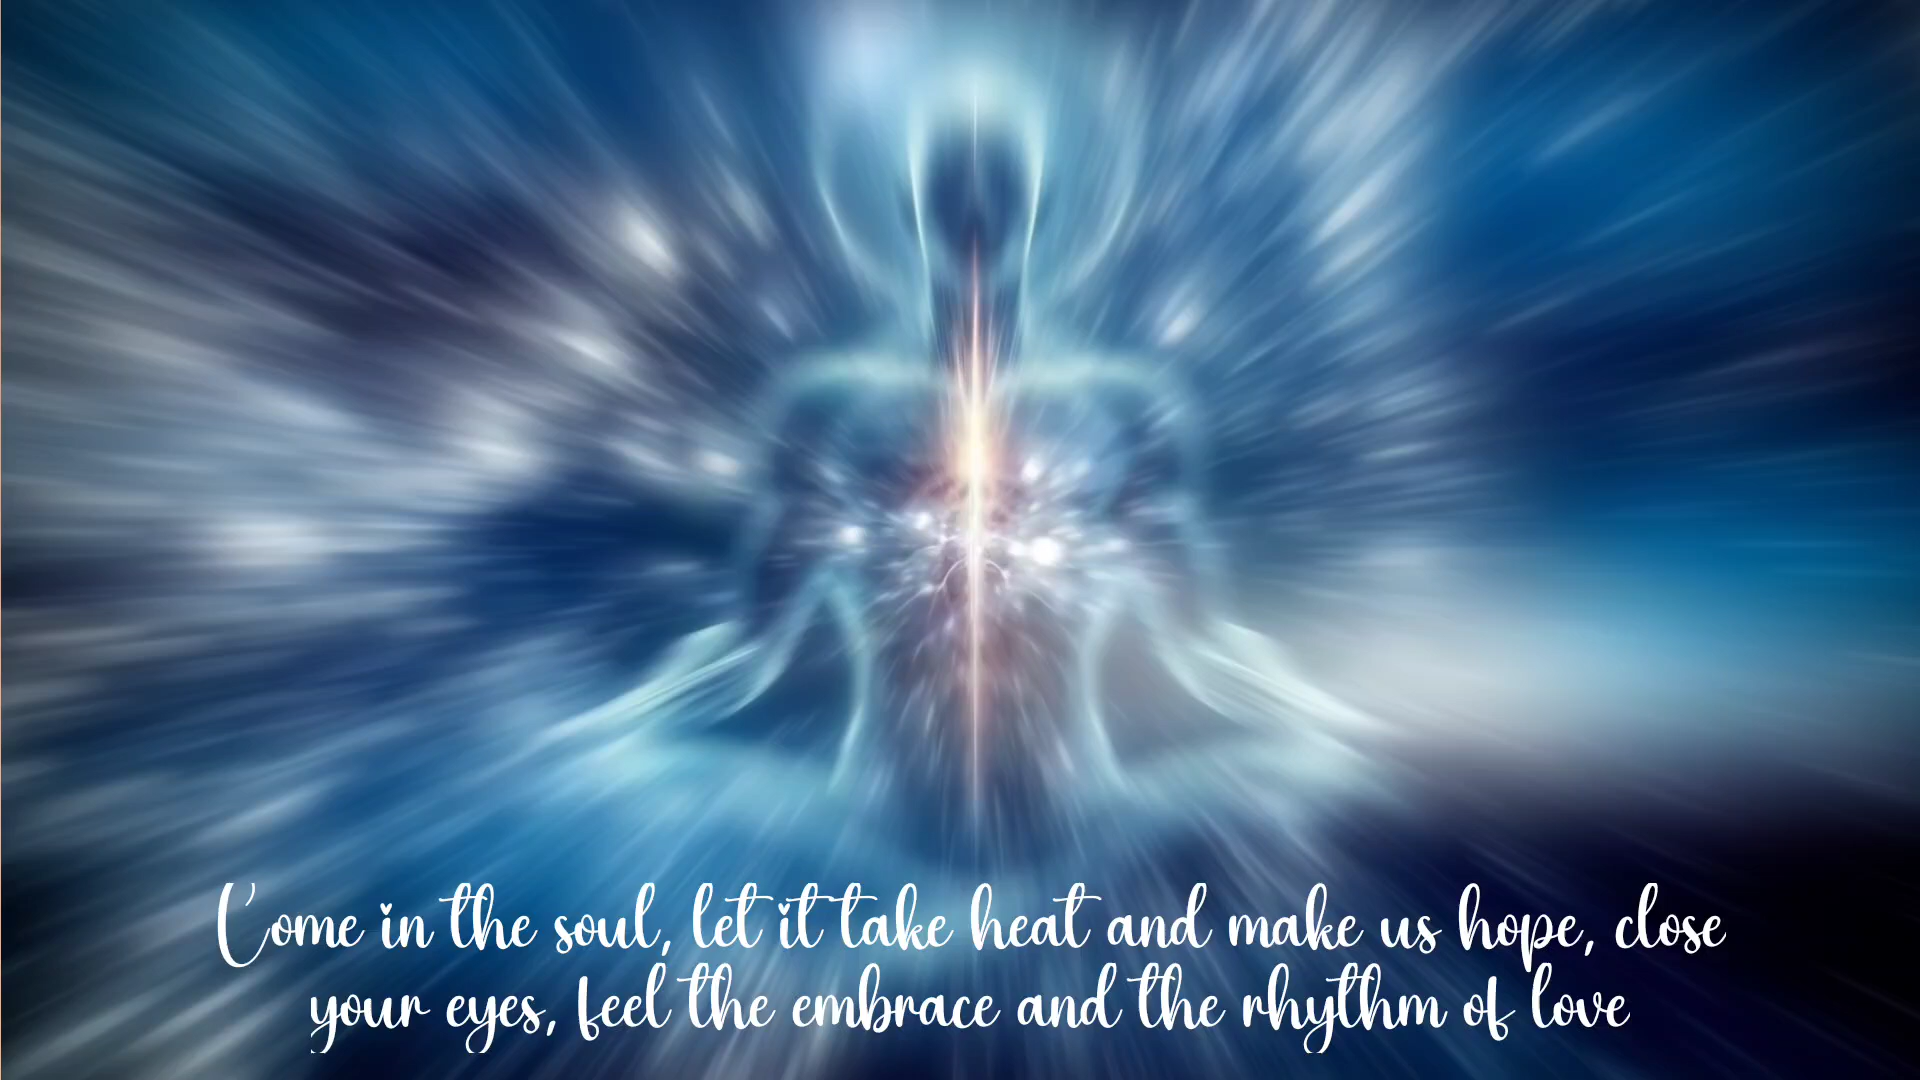 Come in the soul, let it take heat and make us hope, close
your eyes, feel the embrace and the rhythm of love